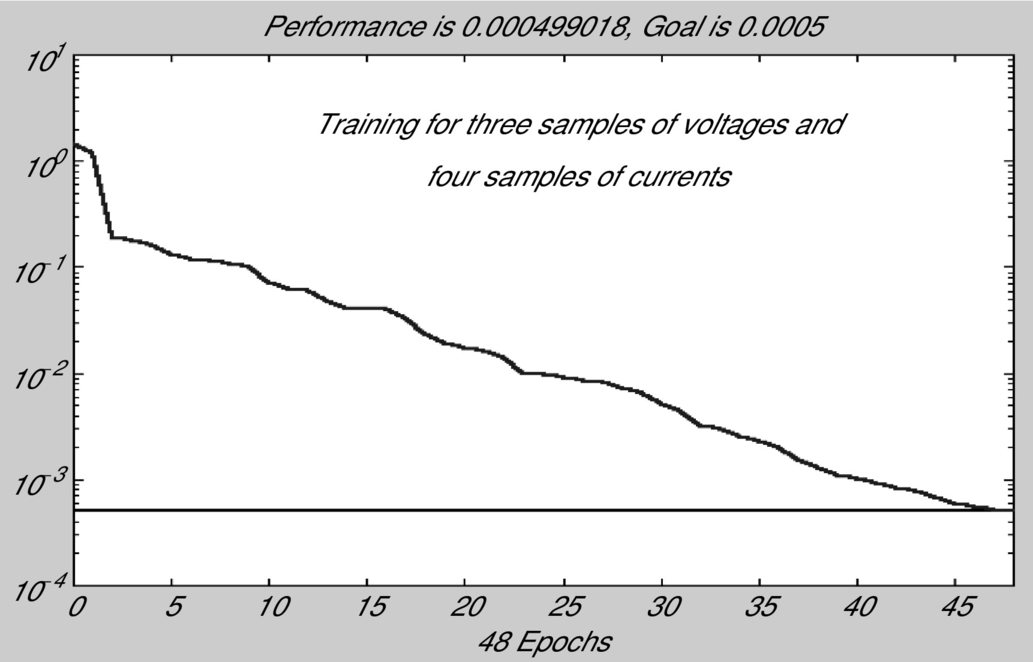 Performance is 0.000499018, Goal is 0.0005
10^1
Training for three samples of voltages and
10^0
four samples of currents
10^-1
10^-2
10^-3
10^-4
0 5 10 15 20 25 30 35 40 45
48 Epochs